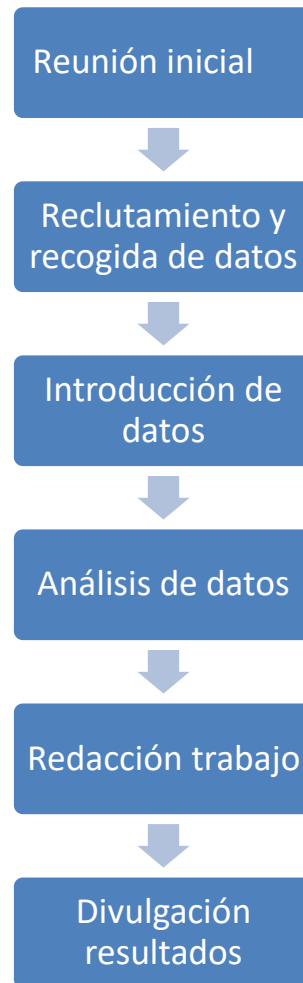 Reunión inicial
Reclutamiento y
recogida de datos
Introducción de
datos
Análisis de datos
Redacción trabajo
Divulgación
resultados